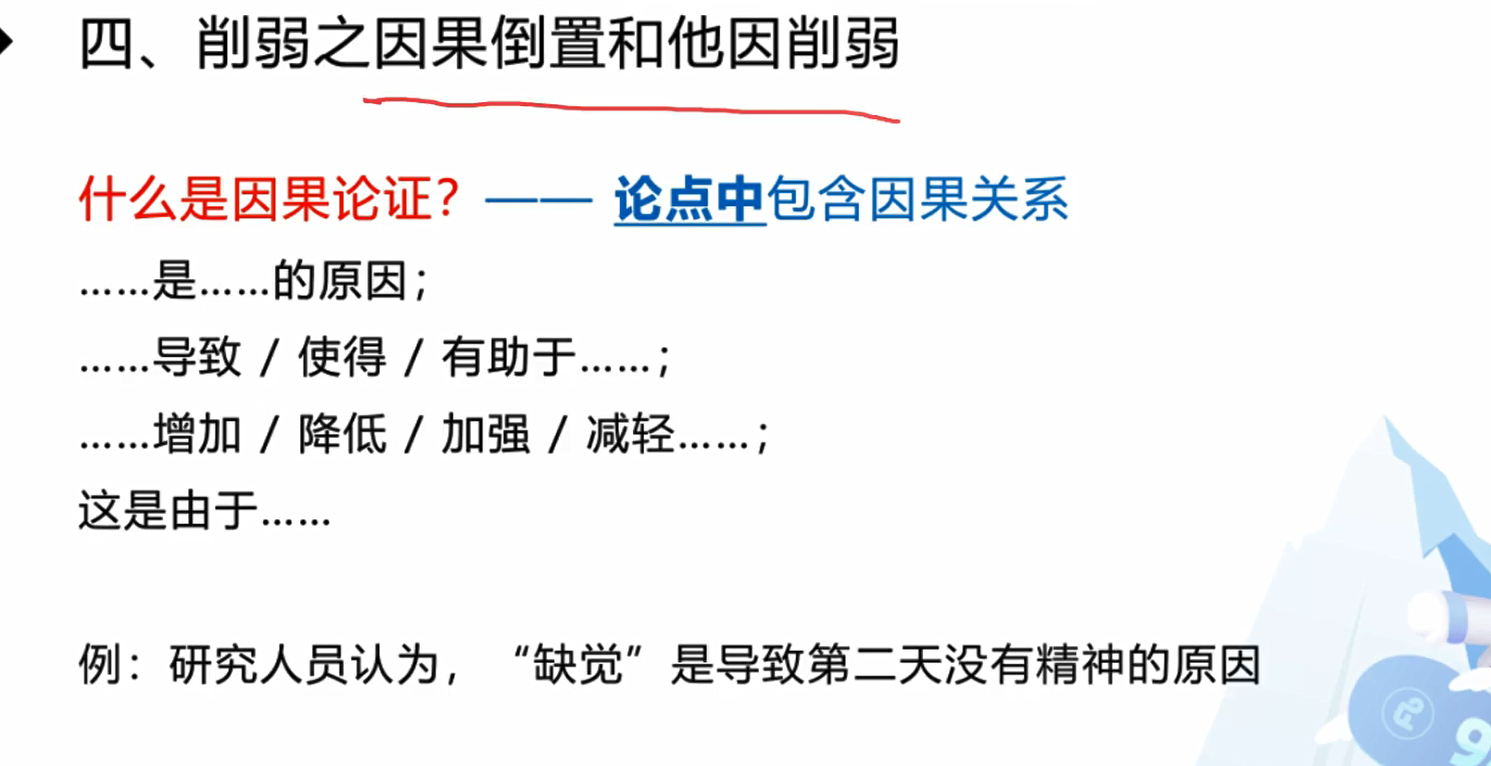 四、削弱之因果倒置和他因削弱
什么是因果论证？—— 论点中包含因果关系
……是……的原因；
……导致 / 使得 / 有助于……；
……增加 / 降低 / 加强 / 减轻……；
这是由于……
例：研究人员认为，“缺觉”是导致第二天没有精神的原因